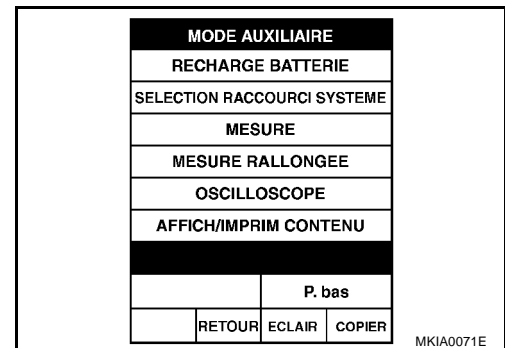 MODE AUXILIAIRE
RECHARGE BATTERIE
SELECTION RACCOURCI SYSTEME
MESURE
MESURE RALLONGEE
OSCILLOSCOPE
AFFICH/IMPRIM CONTENU
P. bas
RETOUR ECLAIR COPIER
MKIA0071E